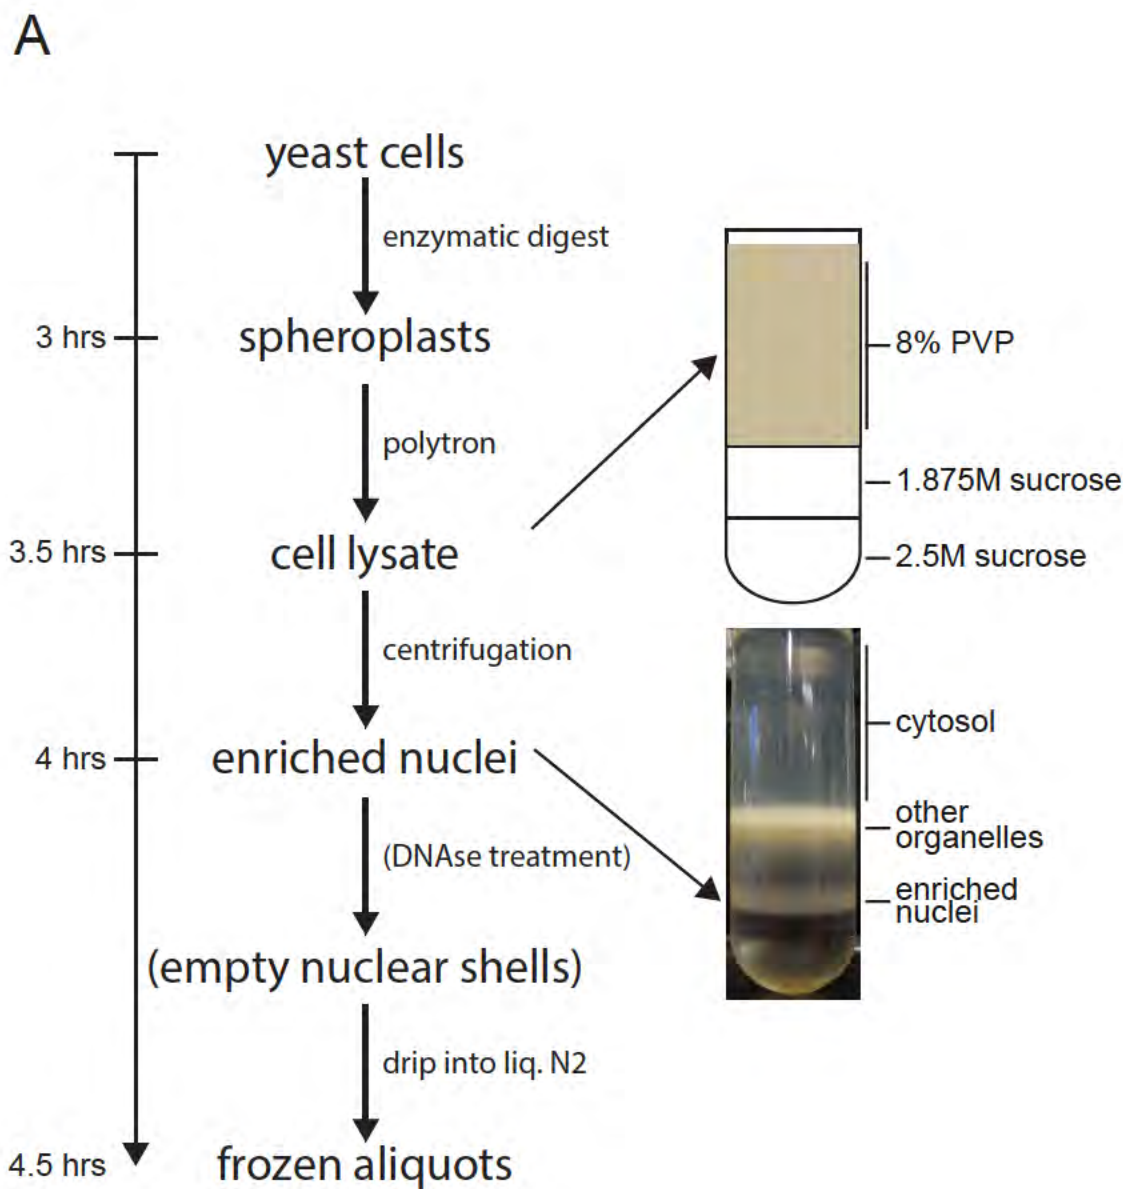 A
yeast cells
enzymatic digest
3 hrs
spheroplasts
8% PVP
polytron
1.875M sucrose
3.5 hrs
cell lysate
2.5M sucrose
centrifugation
cytosol
4 hrs
enriched nuclei
other
organelles
(DNAse treatment)
enriched
nuclei
(empty nuclear shells)
drip into liq. N2
4.5 hrs
frozen aliquots